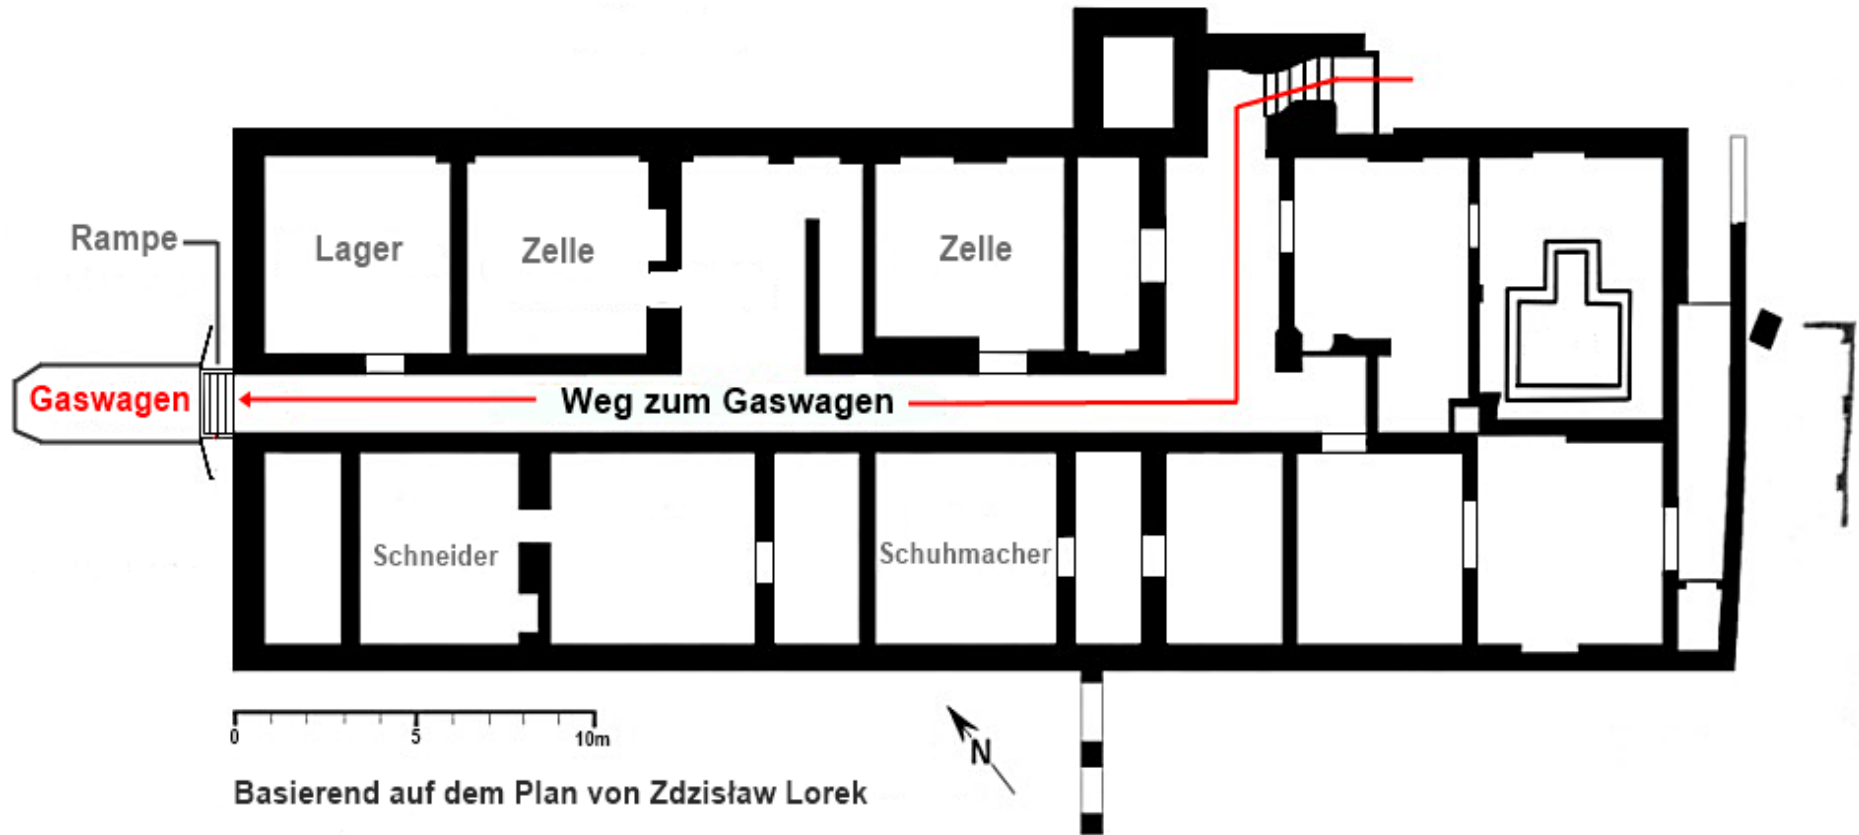 Rampe
Lager
Zelle
Zelle
Gaswagen
Weg zum Gaswagen
Schneider
Schuhmacher
0 5 10m
N
Basierend auf dem Plan von Zdzisław Lorek